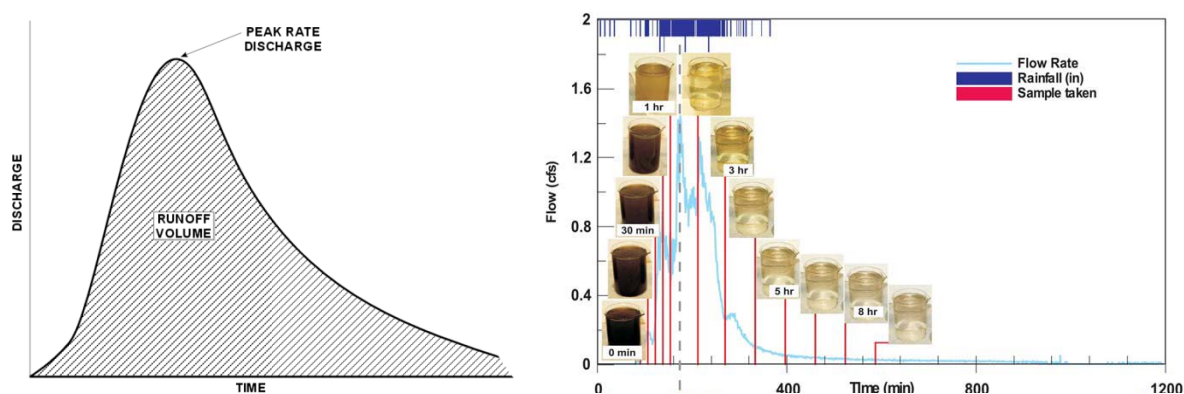 PEAK RATE
DISCHARGE
DISCHARGE
RUNOFF
VOLUME
TIME
2
1.6
1.2
0.8
0.4
0
Flow (cfs)
Flow Rate
Rainfall (in)
Sample taken
1 hr
3 hr
30 min
5 hr
8 hr
0 min
0
400
800
1200
Time (min)